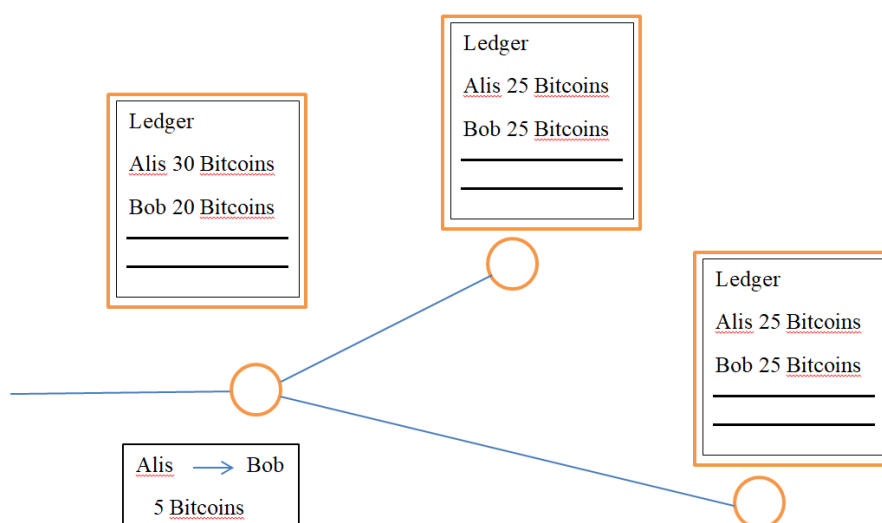 Ledger
Alis 25 Bitcoins
Bob 25 Bitcoins
Ledger
Alis 30 Bitcoins
Bob 20 Bitcoins
Ledger
Alis 25 Bitcoins
Bob 25 Bitcoins
Alis → Bob
5 Bitcoins